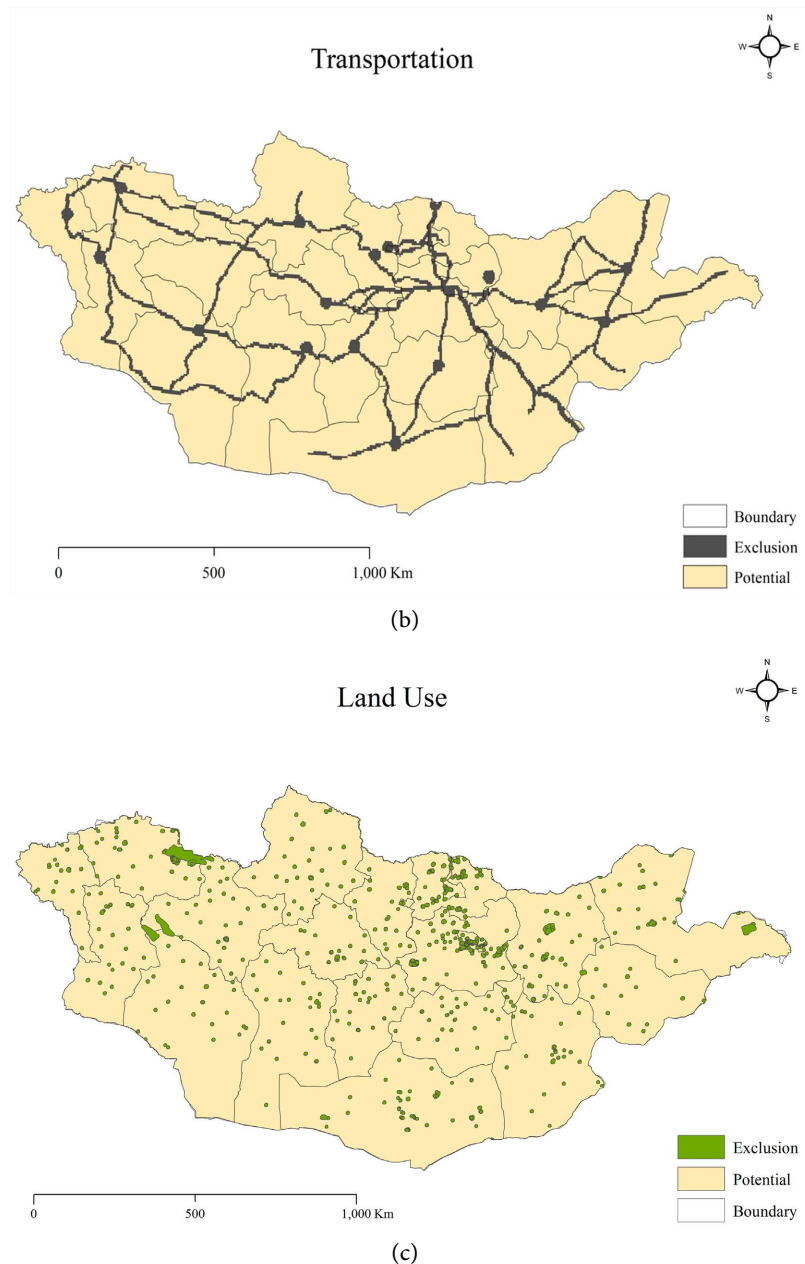 Transportation
N
W E
S
Boundary
Exclusion
Potential
0 500 1,000 Km
(b)
Land Use
N
W E
S
Exclusion
Potential
Boundary
0 500 1,000 Km
(c)